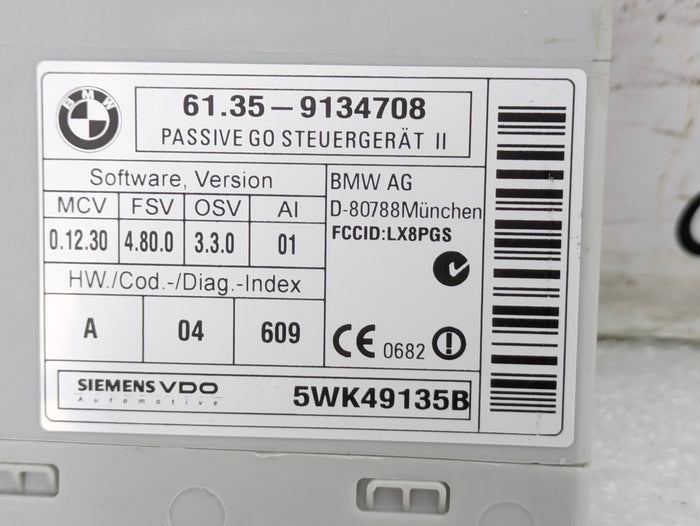 BMW
61.35-9134708
PASSIVE GO STEUERGERÄT II
Software, Version
MCV FSV OSV AI
0.12.30 4.80.0 3.3.0 01
HW./Cod.-/Diag.-Index
A 04 609
BMW AG
D-80788München
FCCID:LX8PGS
CE 0682
SIEMENS VDO
Automotive
5WK49135B